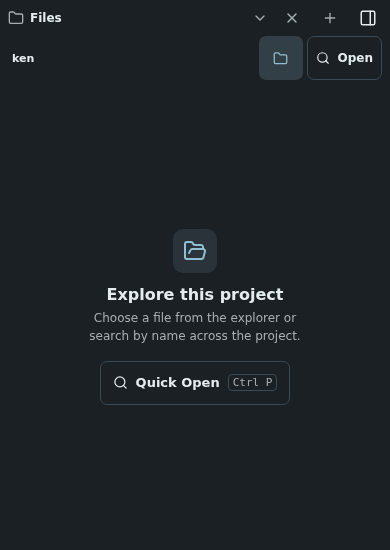 Files
ken
Open
Explore this project
Choose a file from the explorer or
search by name across the project.
Quick Open Ctrl P